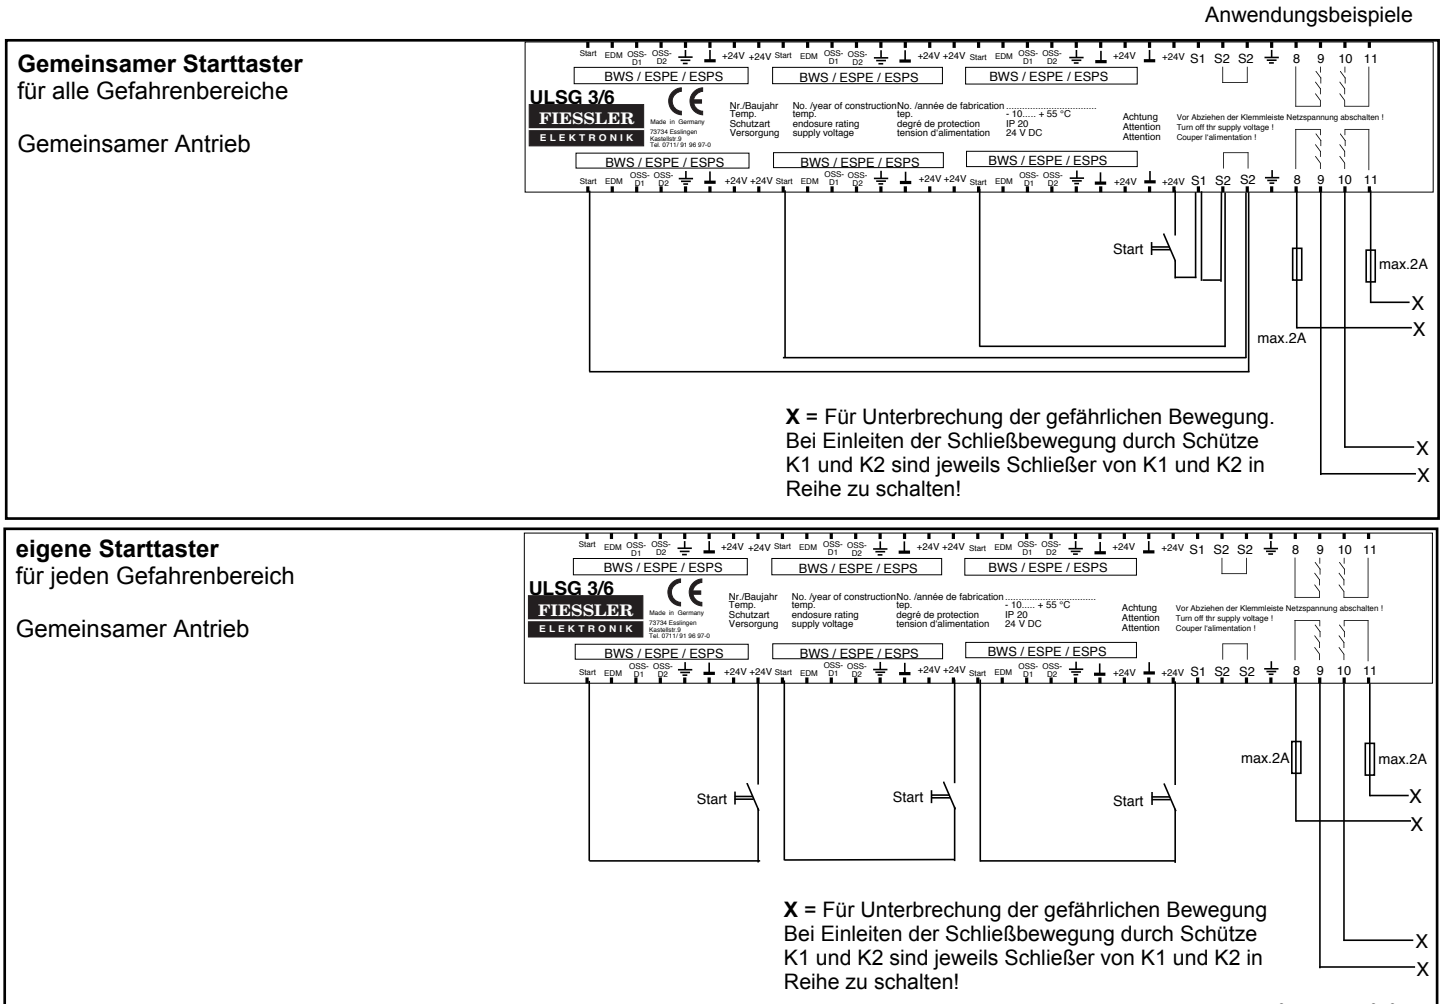 Anwendungsbeispiele
Gemeinsamer Starttaster
für alle Gefahrenbereiche
Gemeinsamer Antrieb
Start EDM OSS- D1 OSS- D2 +24V +24V Start EDM OSS- D1 OSS- D2 +24V +24V Start EDM OSS- D1 OSS- D2 +24V +24V S1 S2 S2 8 9 10 11
BWS / ESPE / ESPS BWS / ESPE / ESPS BWS / ESPE / ESPS
ULSG 3/6
FIESSLER
ELEKTRONIK
CE
Made in Germany
73734 Esslingen
Kastellstr.9
Tel. 0711/ 91 96 97-0
Nr./Baujahr No. /year of construction No. /année de fabrication ..............................
Temp. temp. tep. - 10..... + 55 °C
Schutzart endosure rating degré de protection IP 20
Versorgung supply voltage tension d'alimentation 24 V DC
Achtung Vor Abziehen der Klemmleiste Netzspannung abschalten !
Attention Turn off thr supply voltage !
Attention Couper l'alimentation !
BWS / ESPE / ESPS BWS / ESPE / ESPS BWS / ESPE / ESPS
Start EDM OSS- D1 OSS- D2 +24V +24V Start EDM OSS- D1 OSS- D2 +24V +24V Start EDM OSS- D1 OSS- D2 +24V +24V S1 S2 S2 8 9 10 11
Start
max.2A
X
X
max.2A
X
X
X = Für Unterbrechung der gefährlichen Bewegung.
Bei Einleiten der Schließbewegung durch Schütze
K1 und K2 sind jeweils Schließer von K1 und K2 in
Reihe zu schalten!
eigene Starttaster
für jeden Gefahrenbereich
Gemeinsamer Antrieb
Start EDM OSS- D1 OSS- D2 +24V +24V Start EDM OSS- D1 OSS- D2 +24V +24V Start EDM OSS- D1 OSS- D2 +24V +24V S1 S2 S2 8 9 10 11
BWS / ESPE / ESPS BWS / ESPE / ESPS BWS / ESPE / ESPS
ULSG 3/6
FIESSLER
ELEKTRONIK
CE
Made in Germany
73734 Esslingen
Kastellstr.9
Tel. 0711/ 91 96 97-0
Nr./Baujahr No. /year of construction No. /année de fabrication ..............................
Temp. temp. tep. - 10..... + 55 °C
Schutzart endosure rating degré de protection IP 20
Versorgung supply voltage tension d'alimentation 24 V DC
Achtung Vor Abziehen der Klemmleiste Netzspannung abschalten !
Attention Turn off thr supply voltage !
Attention Couper l'alimentation !
BWS / ESPE / ESPS BWS / ESPE / ESPS BWS / ESPE / ESPS
Start EDM OSS- D1 OSS- D2 +24V +24V Start EDM OSS- D1 OSS- D2 +24V +24V Start EDM OSS- D1 OSS- D2 +24V +24V S1 S2 S2 8 9 10 11
max.2A max.2A
Start Start Start
X
X
X = Für Unterbrechung der gefährlichen Bewegung
Bei Einleiten der Schließbewegung durch Schütze
K1 und K2 sind jeweils Schließer von K1 und K2 in
Reihe zu schalten!
X
X